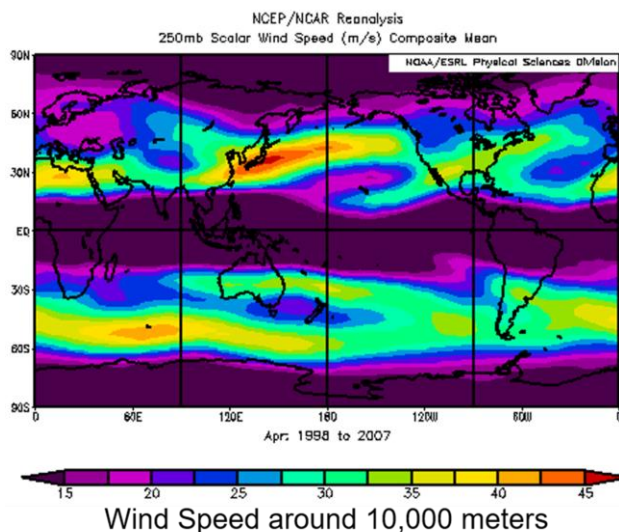 NCEP/NCAR Reanalysis
250mb Scalar Wind Speed (m/s) Composite Mean
NOAA/ESRL Physical Sciences Division
90N
60N
30N
EQ
30S
60S
90S
0 60E 120E 180 120W 60W 0
Apr: 1998 to 2007
15 20 25 30 35 40 45
Wind Speed around 10,000 meters